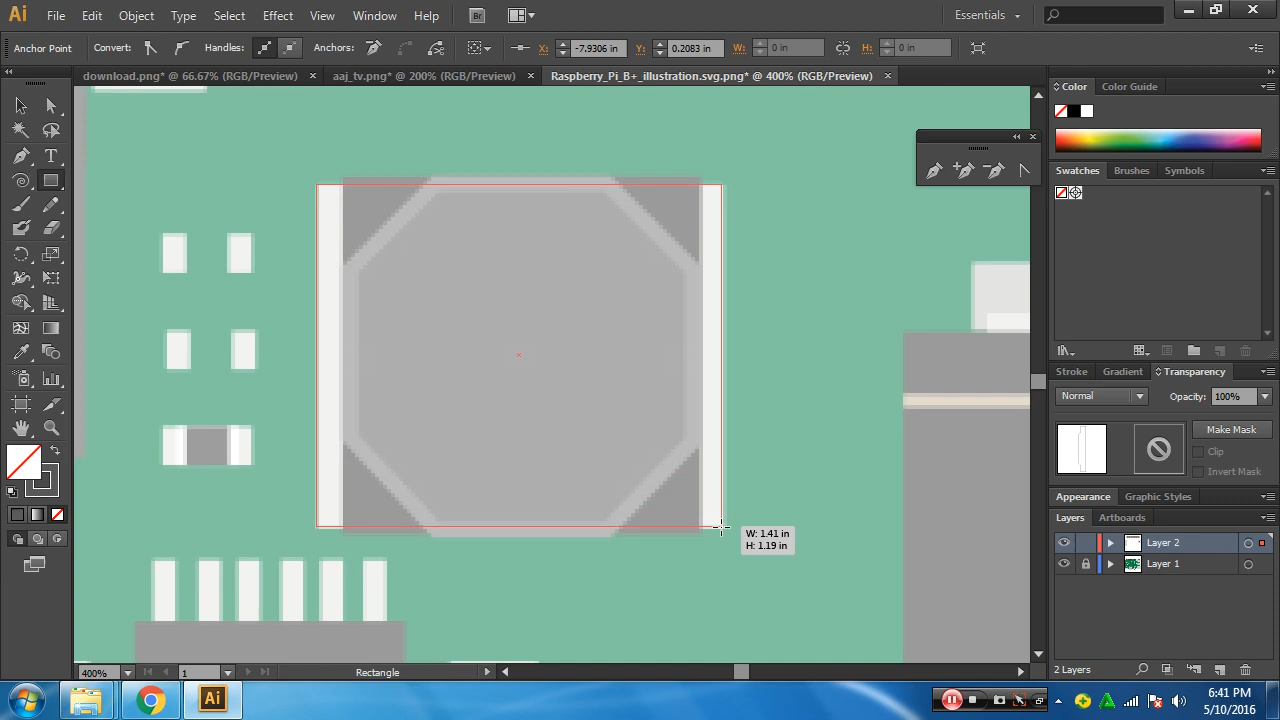 Ai File Edit Object Type Select Effect View Window Help Br Essentials
Anchor Point Convert: Handles: Anchors: X: -7.9306 in Y: 0.2083 in W: 0 in H: 0 in
download.png* @ 66.67% (RGB/Preview) aaj_tv.png* @ 200% (RGB/Preview) Raspberry_Pi_B+_illustration.svg.png* @ 400% (RGB/Preview)
Color Color Guide
Swatches Brushes Symbols
Stroke Gradient Transparency
Normal Opacity: 100%
Make Mask
Clip
Invert Mask
Appearance Graphic Styles
Layers Artboards
Layer 2
Layer 1
2 Layers
W: 1.41 in
H: 1.19 in
400% 1 Rectangle
Ai
6:41 PM
5/10/2016